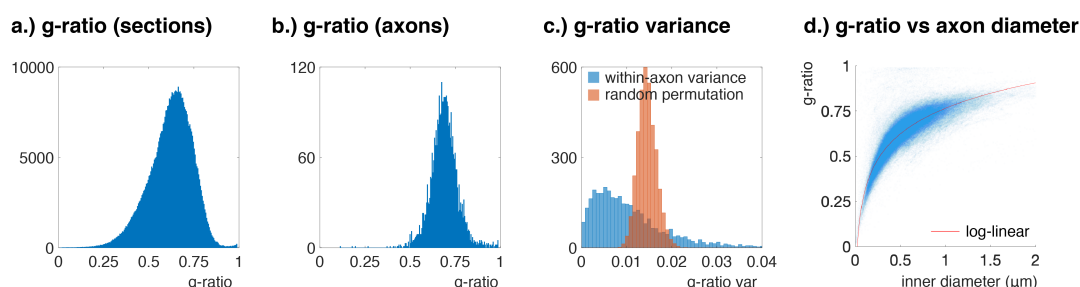 a.) g-ratio (sections)
b.) g-ratio (axons)
c.) g-ratio variance
d.) g-ratio vs axon diameter
10000
5000
0
0 0.25 0.5 0.75 1
g-ratio
120
60
0
0 0.25 0.5 0.75 1
g-ratio
600
300
0
within-axon variance
random permutation
0 0.01 0.02 0.03 0.04
g-ratio var
g-ratio
1
0.75
0.5
0.25
0
log-linear
0 0.5 1 1.5 2
inner diameter (μm)